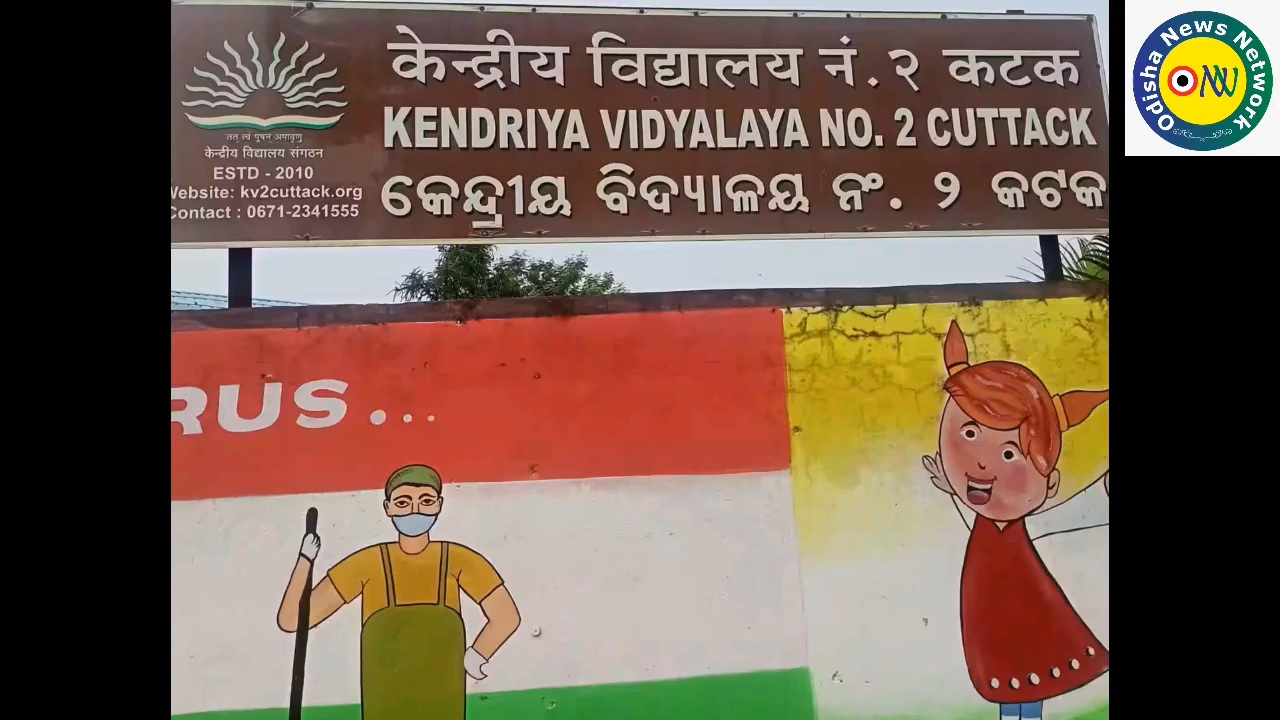 केन्द्रीय विद्यालय नं. २ कटक
KENDRIYA VIDYALAYA NO. 2 CUTTACK
କେନ୍ଦ୍ରୀୟ ବିଦ୍ୟାଳୟ ନଂ. ୨ କଟକ
तत् त्वं पूषन् अपावृणु
केन्द्रीय विद्यालय संगठन
ESTD - 2010
Website: kv2cuttack.org
Contact : 0671-2341555
RUS...
Odisha News Network
ONN